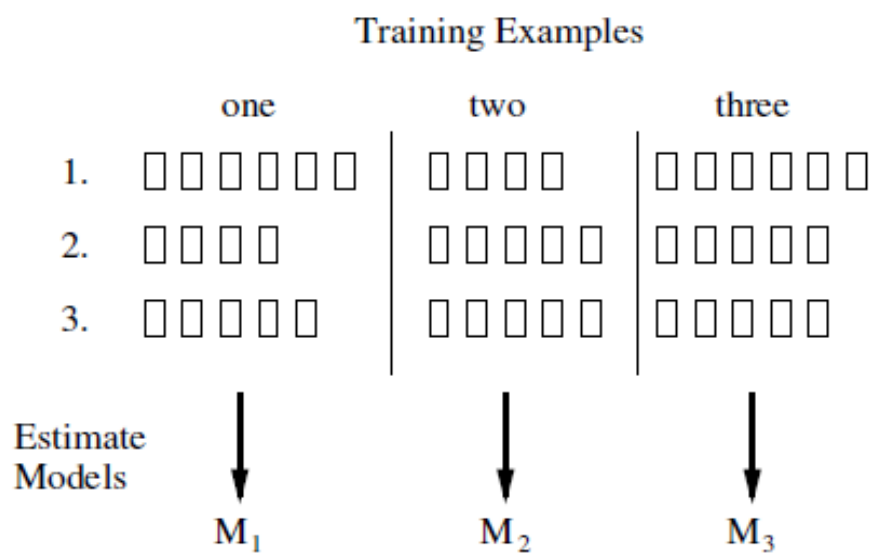 Training Examples
one two three
1.
2.
3.
Estimate
Models
M₁ M₂ M₃